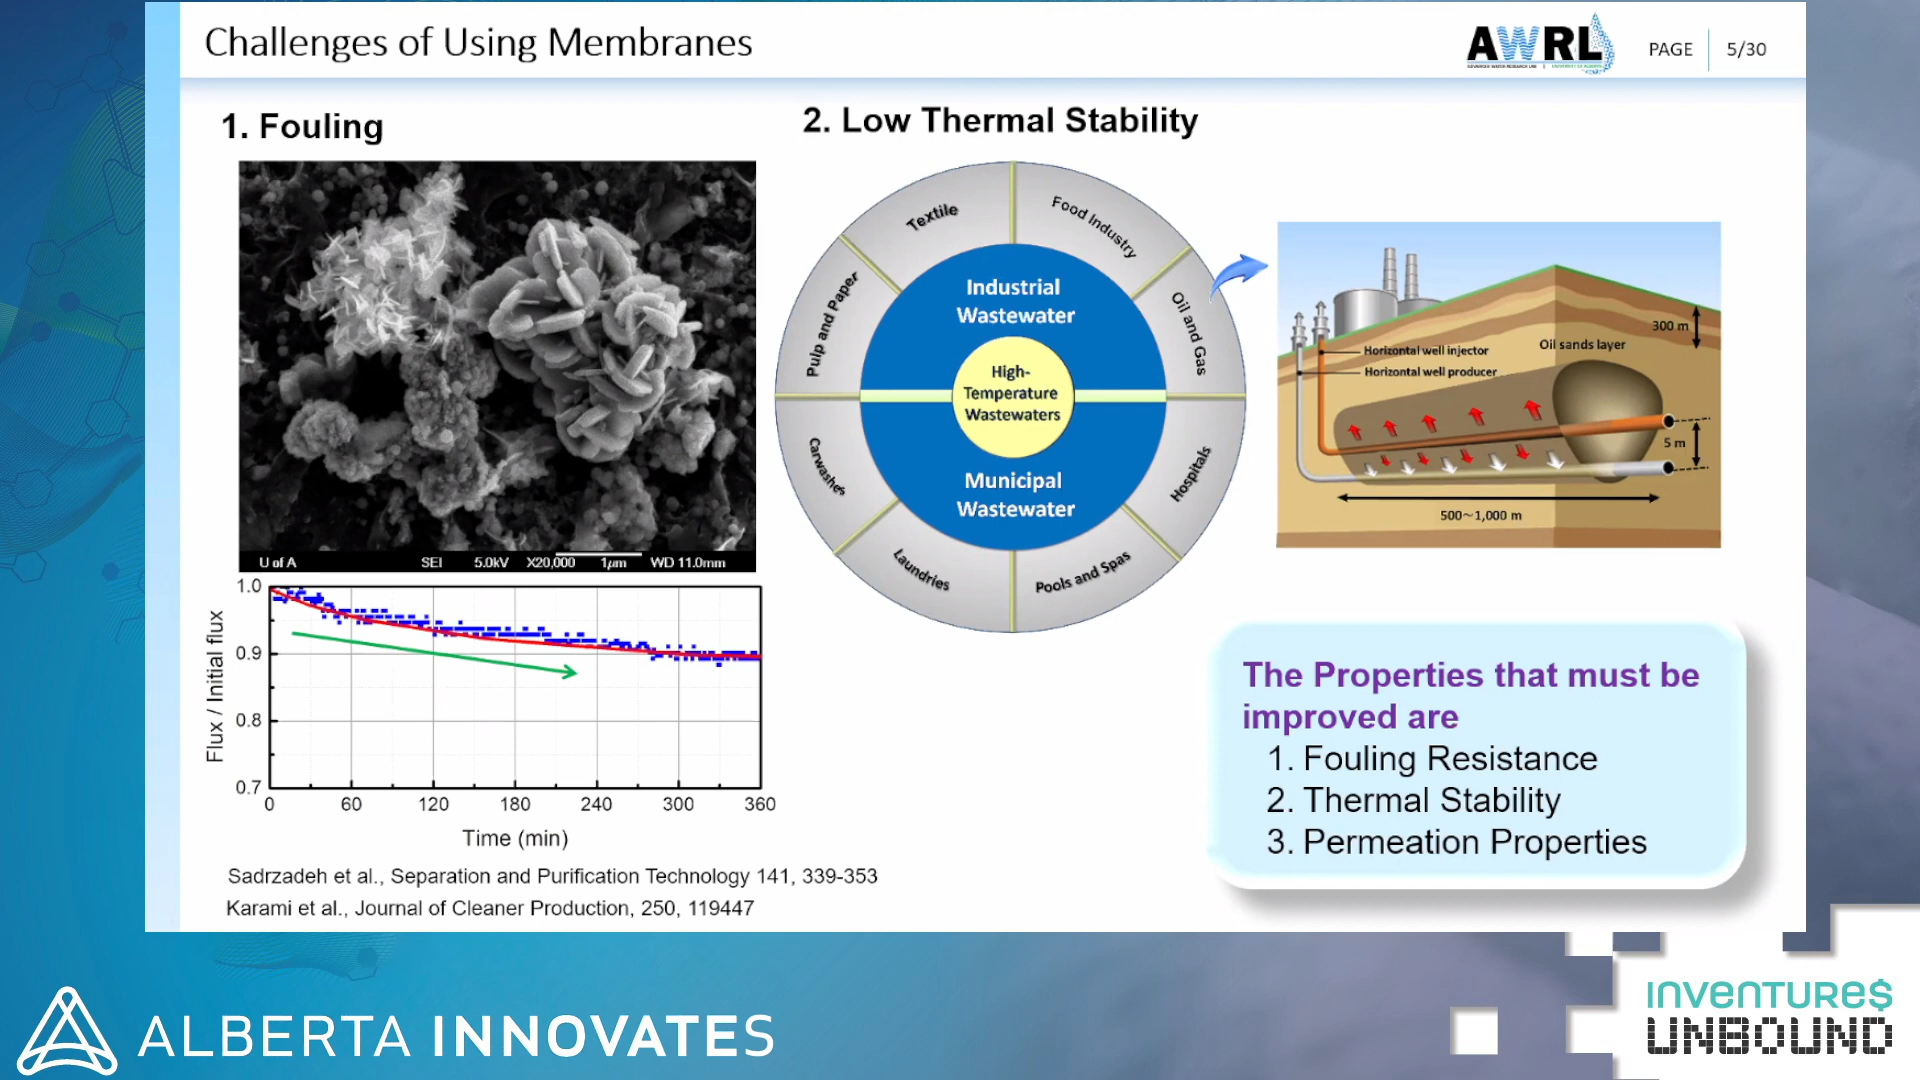 Challenges of Using Membranes
AWRL
PAGE 5/30
1. Fouling
U of A SEI 5.0kV X20,000 1µm WD 11.0mm
1.0
0.9
0.8
0.7
Flux / Initial flux
0 60 120 180 240 300 360
Time (min)
Sadrzadeh et al., Separation and Purification Technology 141, 339-353
Karami et al., Journal of Cleaner Production, 250, 119447
2. Low Thermal Stability
Textile
Food Industry
Pulp and Paper
Oil and Gas
Carwashes
Hospitals
Laundries
Pools and Spas
Industrial
Wastewater
High-
Temperature
Wastewaters
Municipal
Wastewater
300 m
Oil sands layer
Horizontal well injector
Horizontal well producer
5 m
500~1,000 m
The Properties that must be
improved are
1. Fouling Resistance
2. Thermal Stability
3. Permeation Properties
ALBERTA INNOVATES
INVENTURE$
UNBOUND